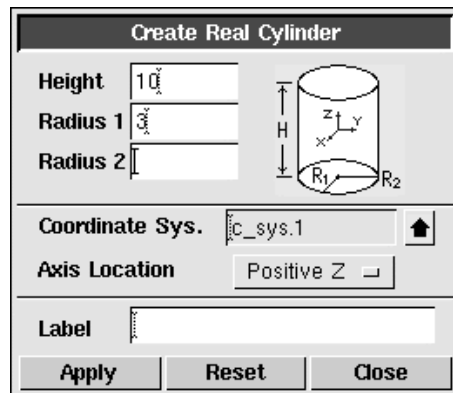 Create Real Cylinder
Height 10
Radius 1 3
Radius 2
H
Z
Y
X
R1
R2
Coordinate Sys. c_sys.1
Axis Location Positive Z
Label
Apply Reset Close